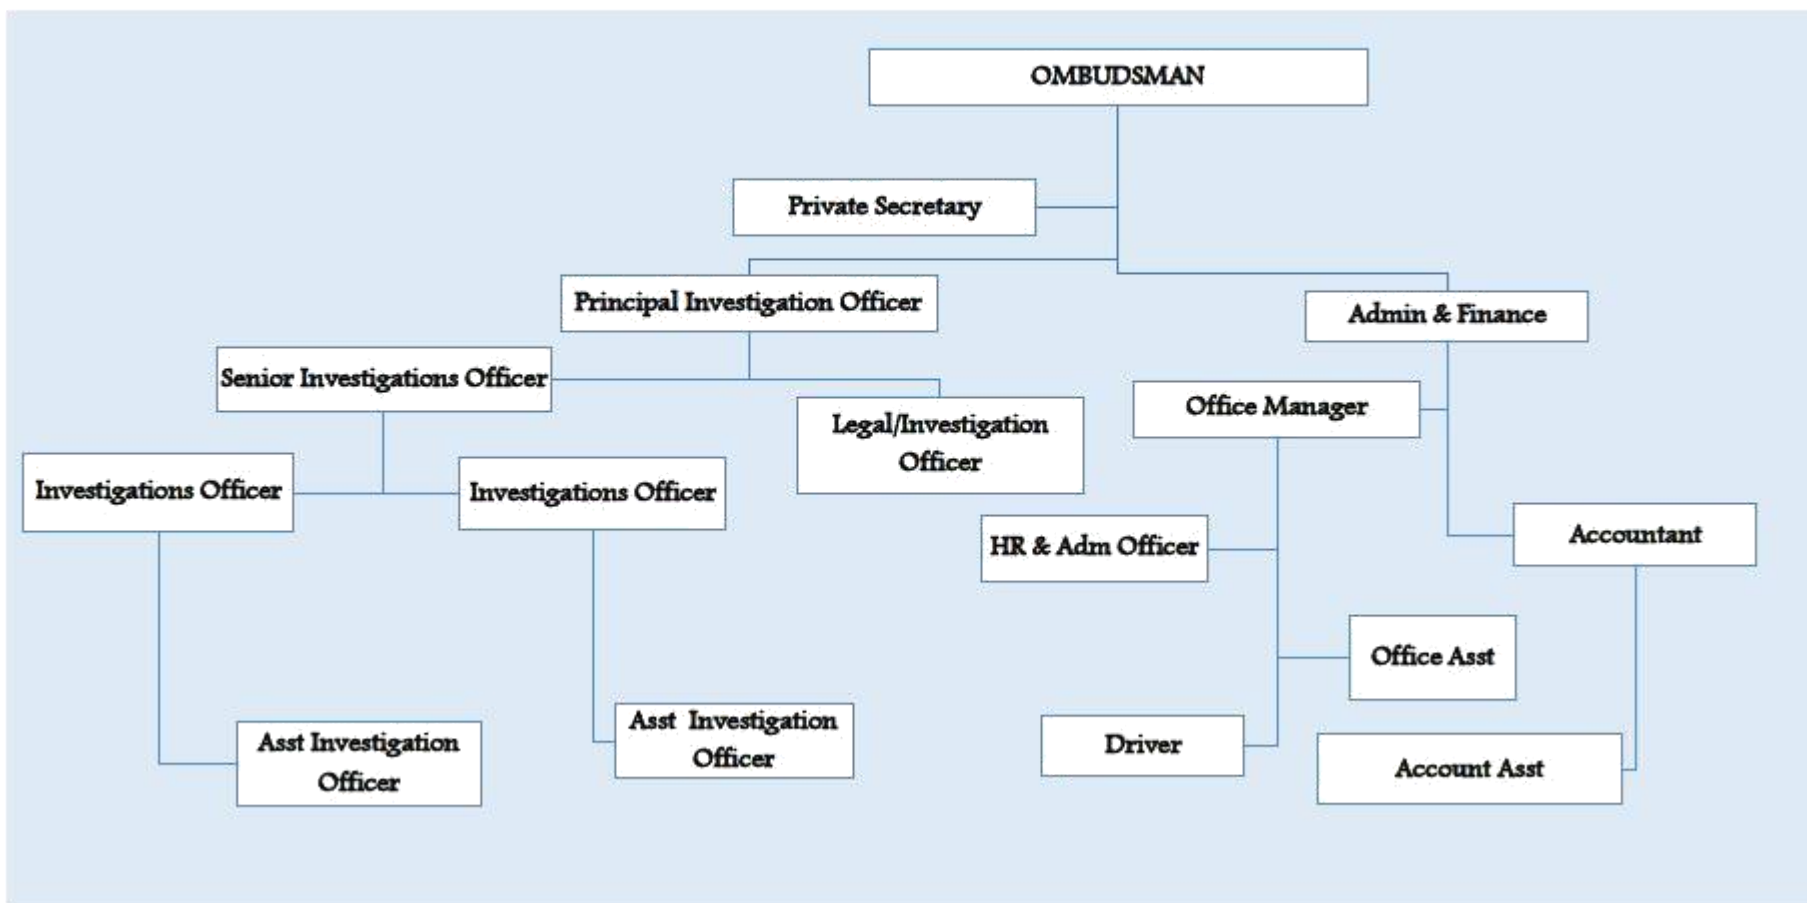 OMBUDSMAN
Private Secretary
Principal Investigation Officer
Admin & Finance
Senior Investigations Officer
Office Manager
Legal/Investigation
Officer
Investigations Officer
Investigations Officer
HR & Adm Officer
Accountant
Office Asst
Asst Investigation
Officer
Asst Investigation
Officer
Driver
Account Asst